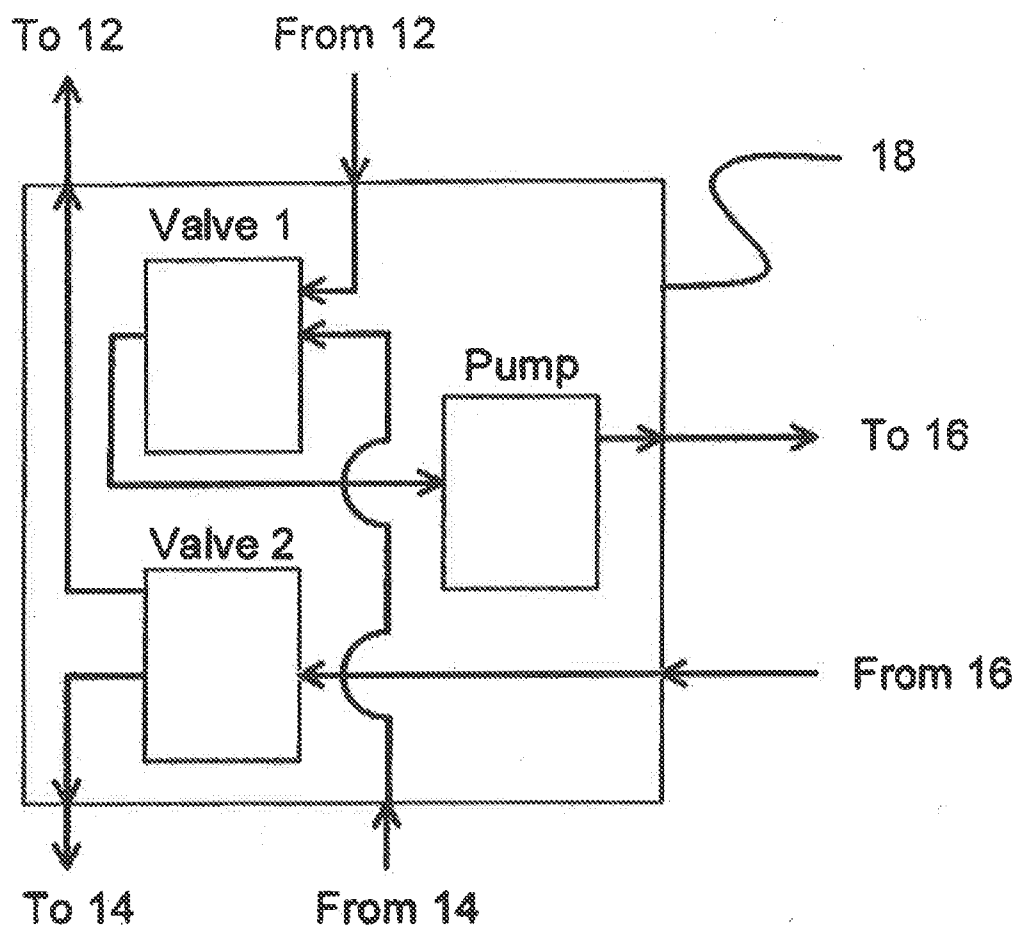 To 12
From 12
18
Valve 1
Pump
To 16
Valve 2
From 16
To 14
From 14